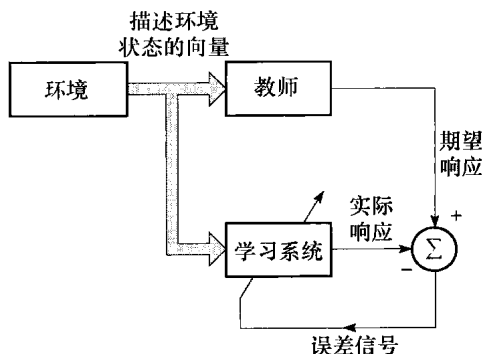 描述环境
状态的向量
环境
教师
期望
响应
+
实际
响应
学习系统
Σ
−
误差信号